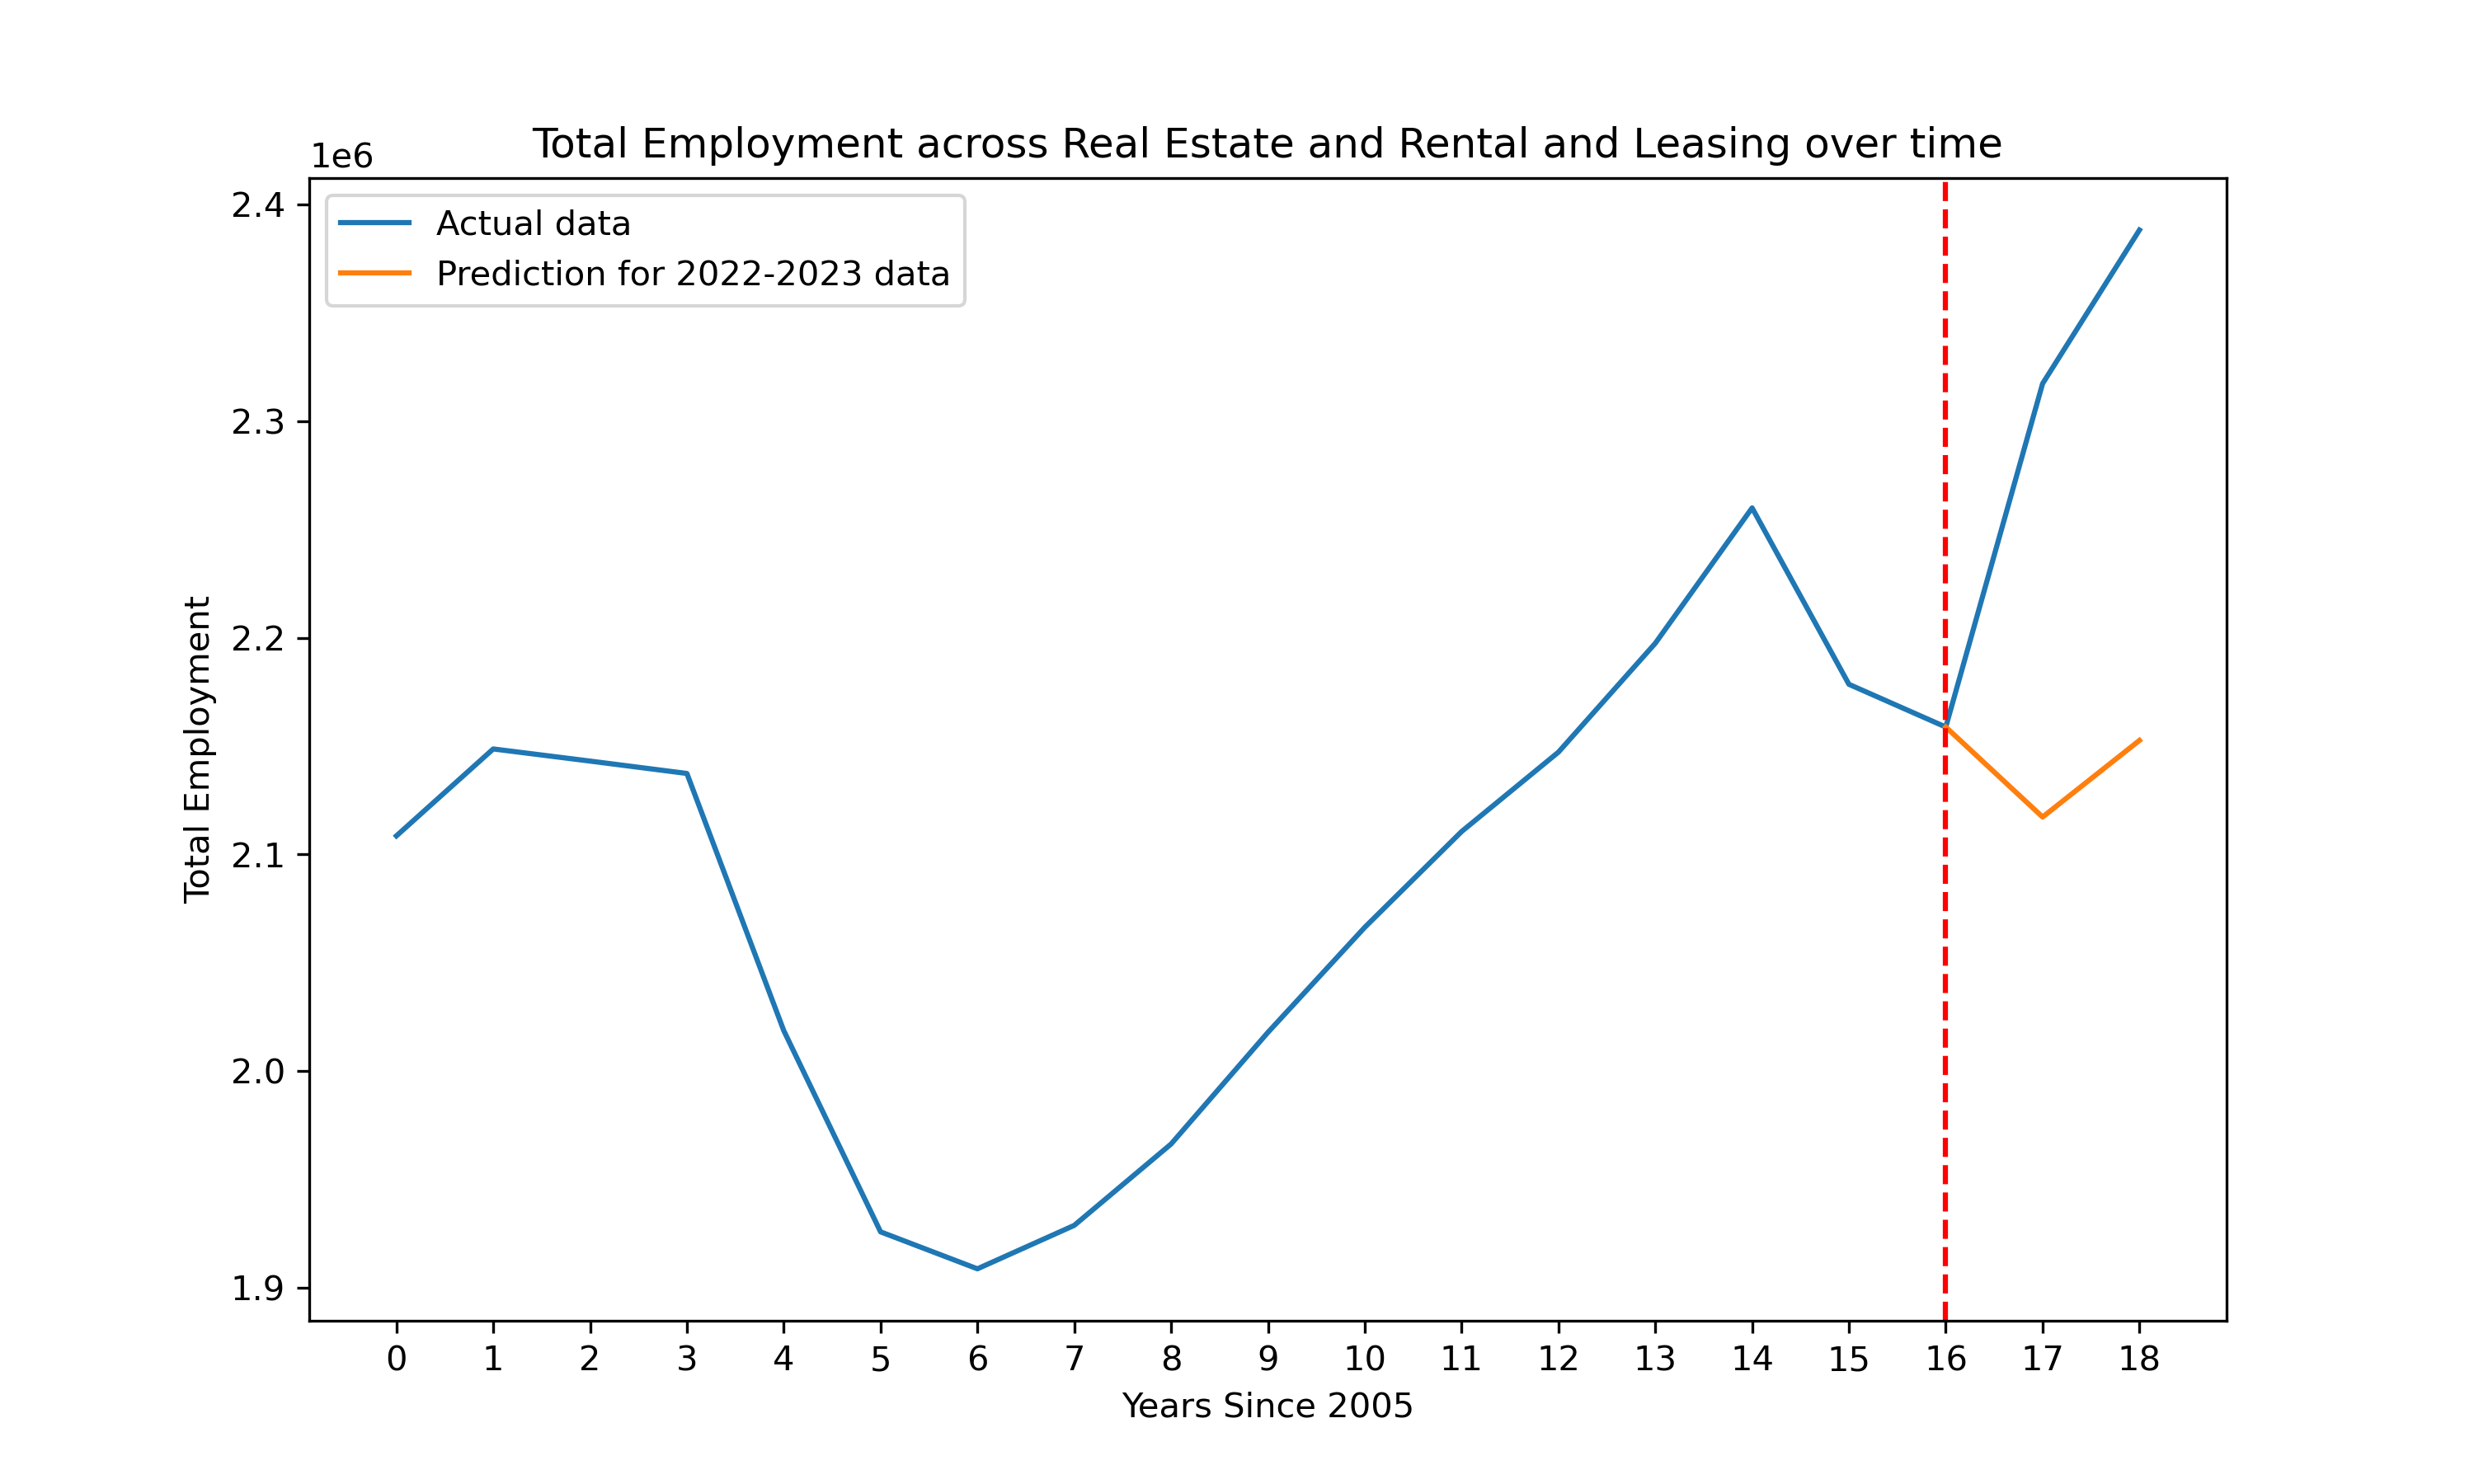 Total Employment across Real Estate and Rental and Leasing over time
1e6
Actual data
Prediction for 2022-2023 data
2.4
2.3
2.2
2.1
2.0
1.9
Total Employment
0 1 2 3 4 5 6 7 8 9 10 11 12 13 14 15 16 17 18
Years Since 2005